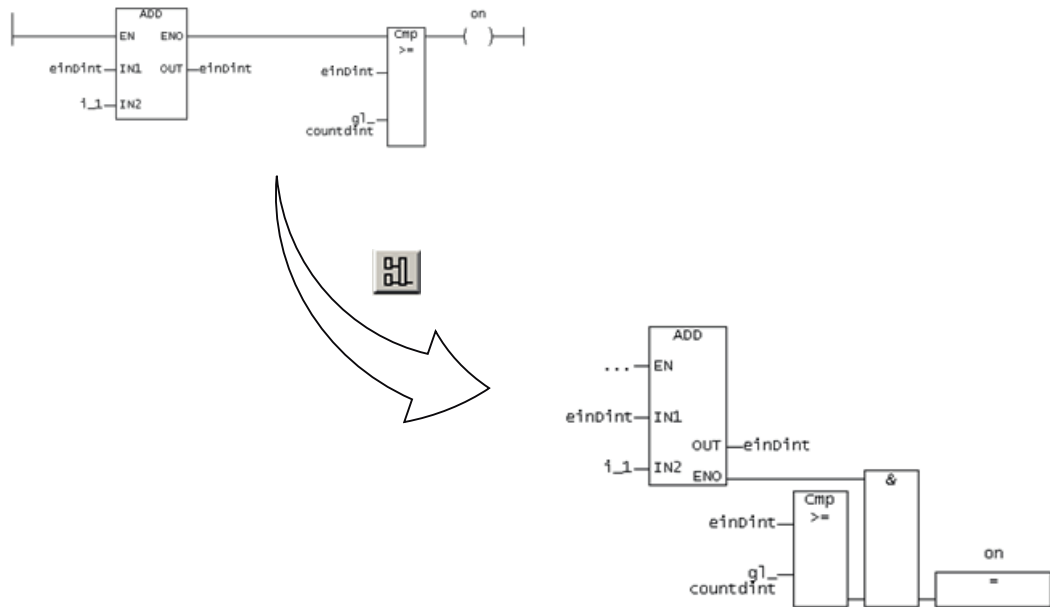 ADD
on
EN ENO
Cmp
>=
einDint IN1 OUT einDint
einDint
i_1 IN2
gl_
countdint
ADD
... EN
einDint IN1
OUT einDint
i_1 IN2
ENO
&
Cmp
>=
einDint
on
gl_
countdint
=